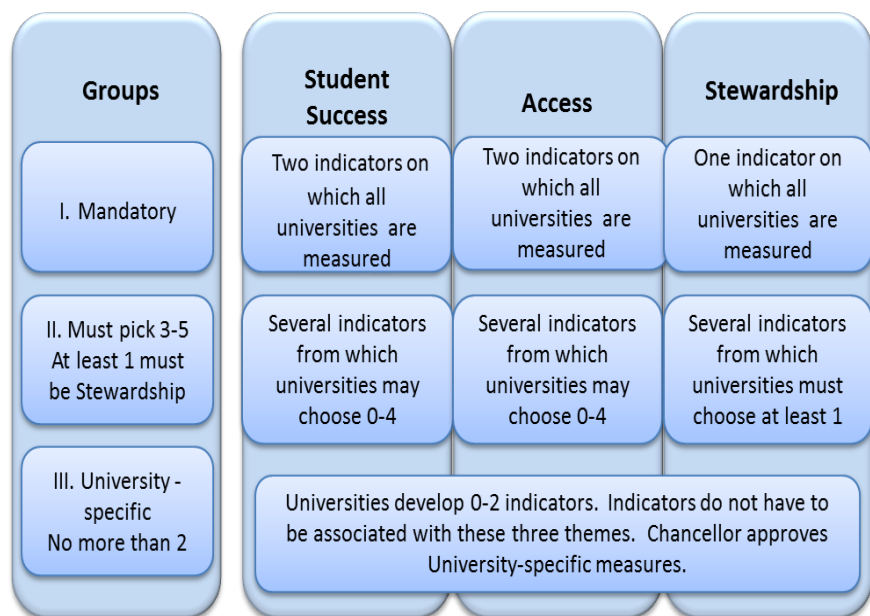 Groups
Student
Success
Access
Stewardship
I. Mandatory
Two indicators on
which all
universities are
measured
Two indicators on
which all
universities are
measured
One indicator on
which all
universities are
measured
II. Must pick 3-5
At least 1 must
be Stewardship
Several indicators
from which
universities may
choose 0-4
Several indicators
from which
universities may
choose 0-4
Several indicators
from which
universities must
choose at least 1
III. University -
specific
No more than 2
Universities develop 0-2 indicators. Indicators do not have to
be associated with these three themes. Chancellor approves
University-specific measures.